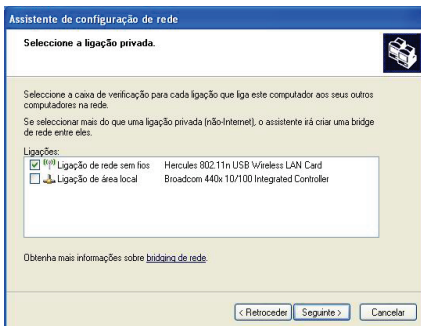 Assistente de configuração de rede
Seleccione a ligação privada.
Seleccione a caixa de verificação para cada ligação que liga este computador aos seus outros
computadores na rede.
Se seleccionar mais do que uma ligação privada (não-Internet), o assistente irá criar uma bridge
de rede entre eles.
Ligações:
Ligação de rede sem fios Hercules 802.11n USB Wireless LAN Card
Ligação de área local Broadcom 440x 10/100 Integrated Controller
Obtenha mais informações sobre bridging de rede.
< Retroceder Seguinte > Cancelar